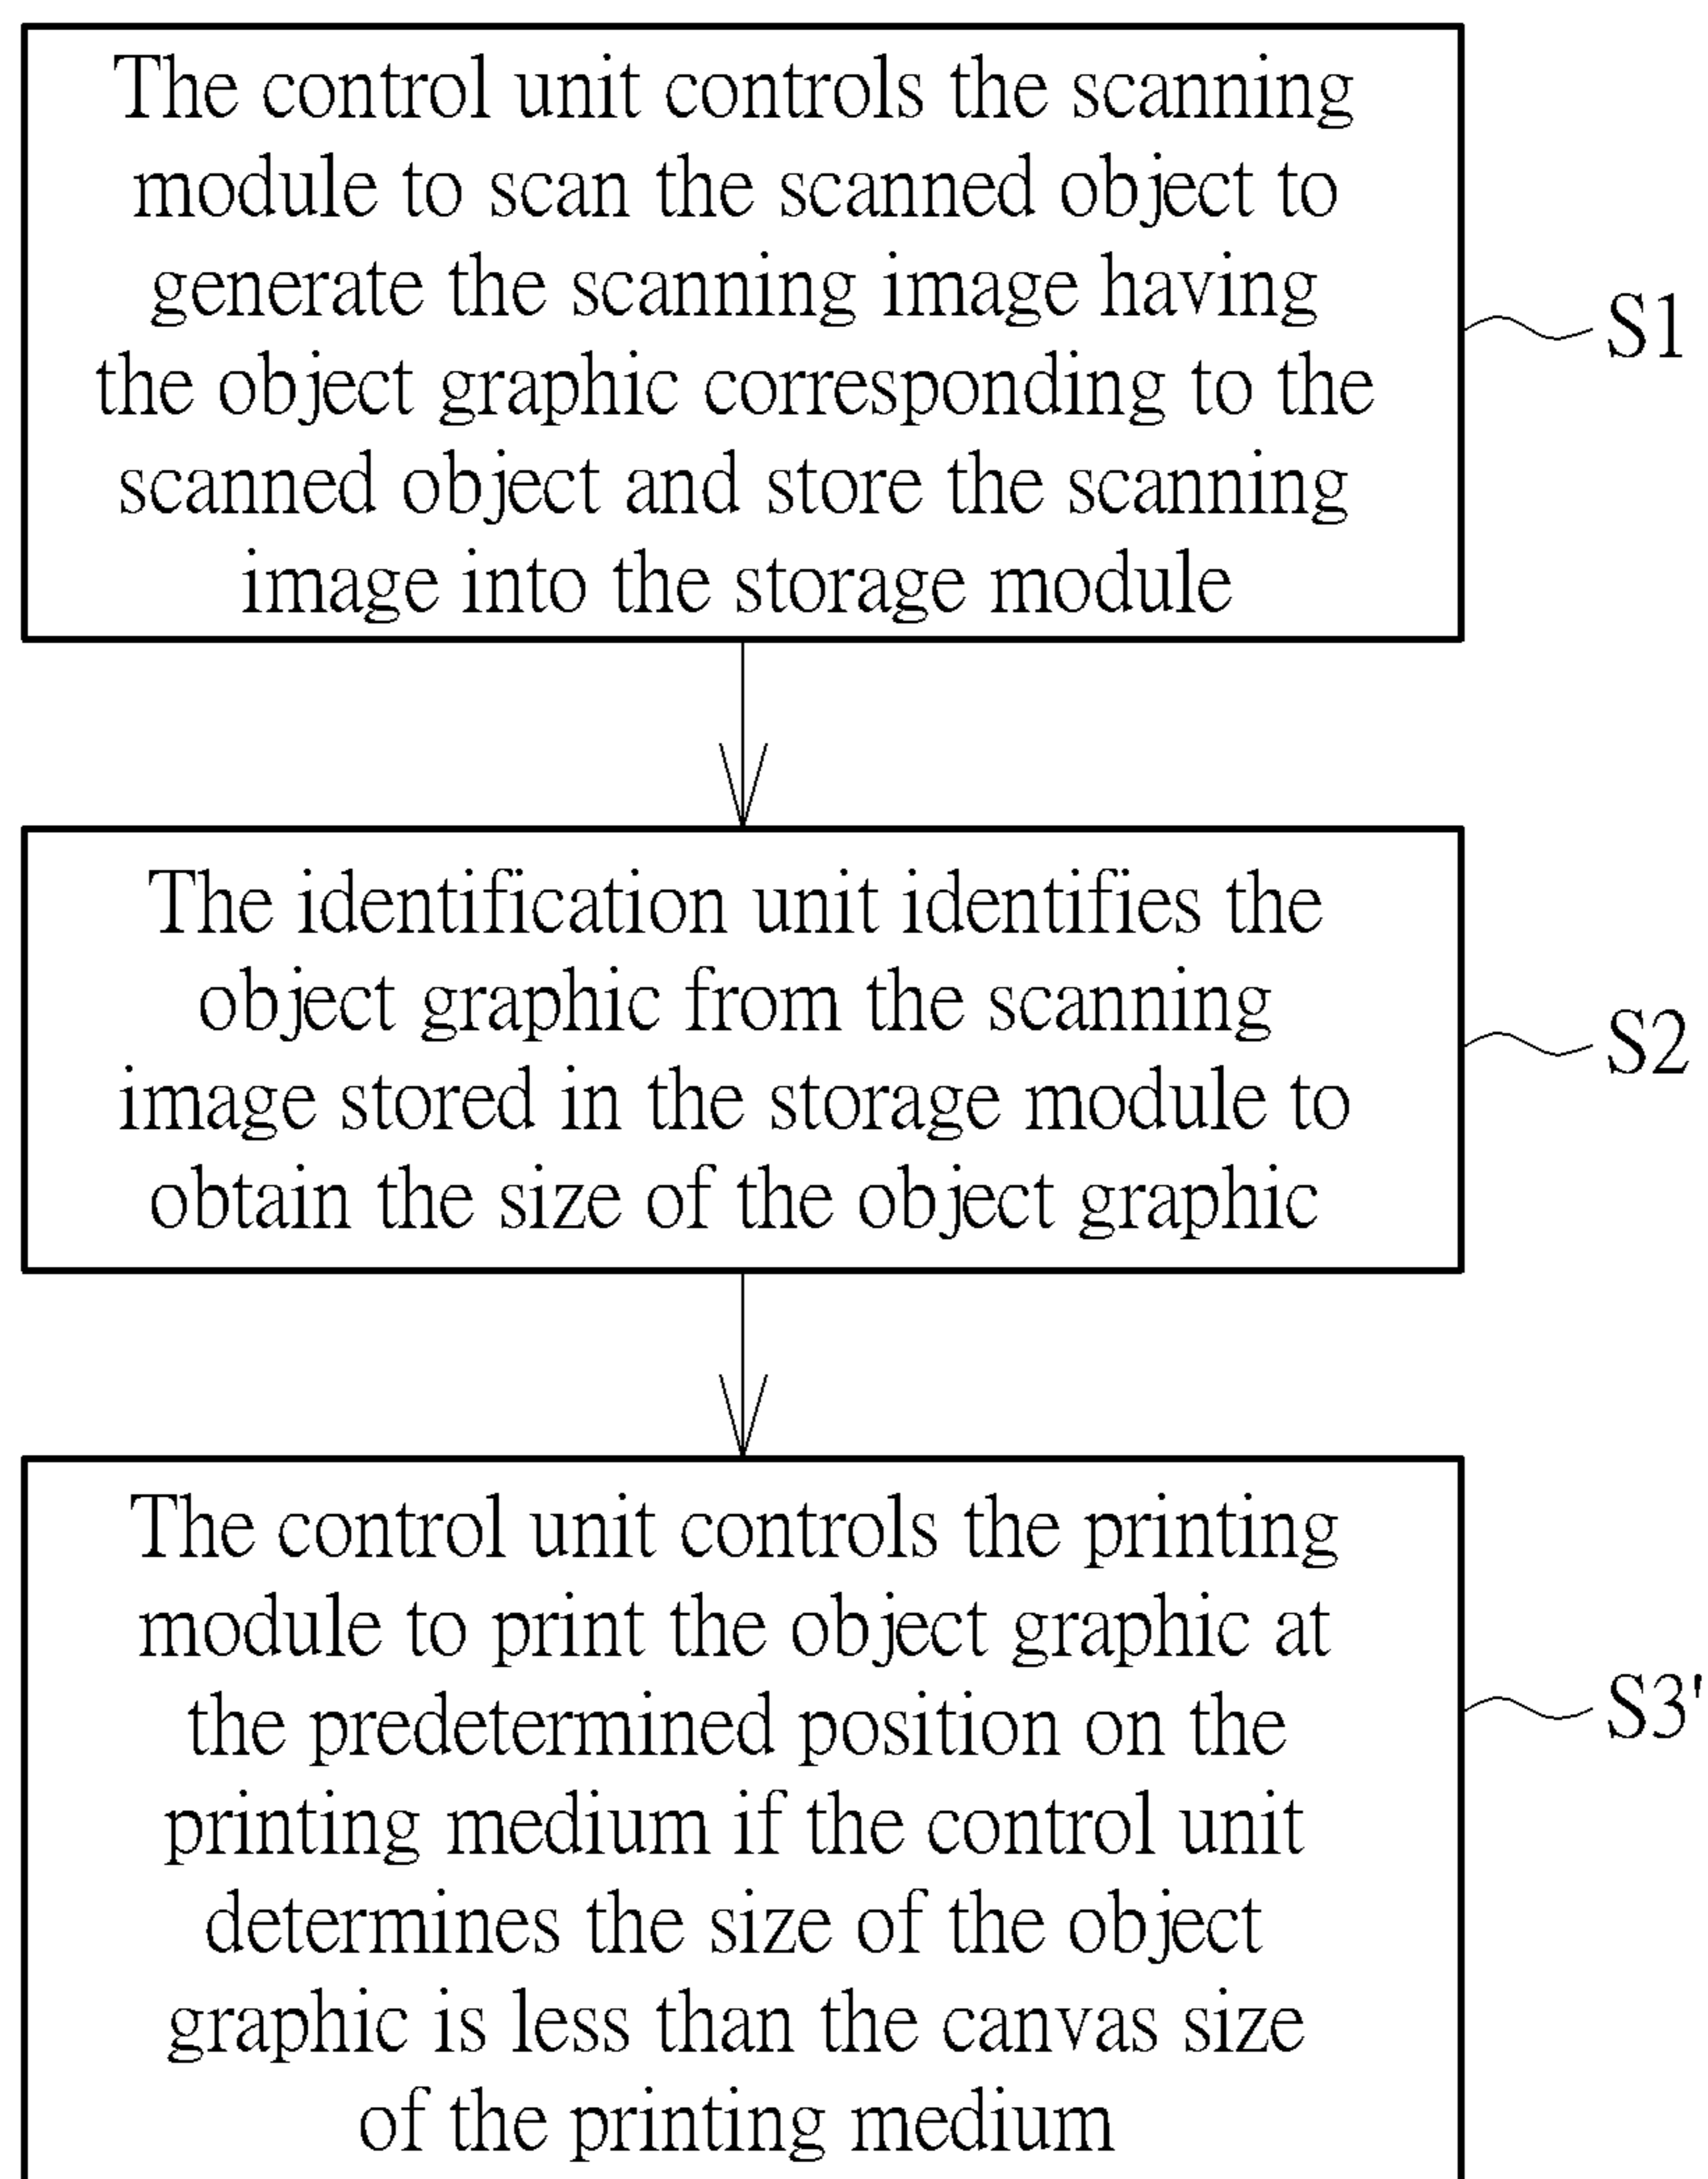 The control unit controls the scanning
module to scan the scanned object to
generate the scanning image having
the object graphic corresponding to the
scanned object and store the scanning
image into the storage module
S1
The identification unit identifies the
object graphic from the scanning
image stored in the storage module to
obtain the size of the object graphic
S2
The control unit controls the printing
module to print the object graphic at
the predetermined position on the
printing medium if the control unit
determines the size of the object
graphic is less than the canvas size
of the printing medium
S3'